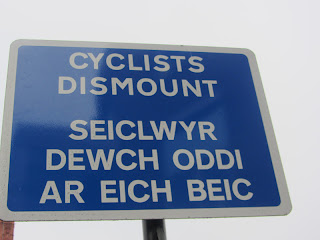 CYCLISTS
DISMOUNT
SEICLWYR
DEWCH ODDI
AR EICH BEIC